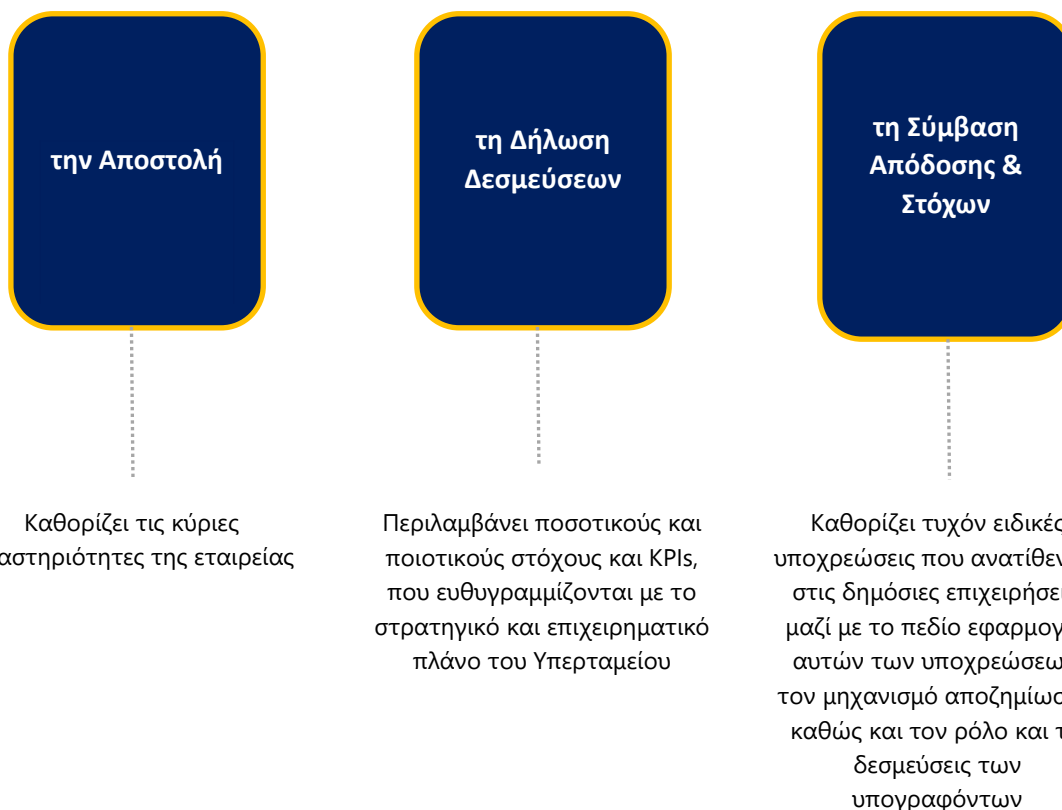 την Αποστολή
τη Δήλωση
Δεσμεύσεων
τη Σύμβαση
Απόδοσης &
Στόχων
Καθορίζει τις κύριες
της εταιρείας
Περιλαμβάνει ποσοτικούς και
ποιοτικούς στόχους και KPIs,
που ευθυγραμμίζονται με το
στρατηγικό και επιχειρηματικό
πλάνο του Υπερταμείου
Καθορίζει τυχόν ειδικές
υποχρεώσεις που
στις δημόσιες
μαζί με το πεδίο
αυτών των
τον μηχανισμό
καθώς και τον ρόλο και
δεσμεύσεις των
υπογραφόντων